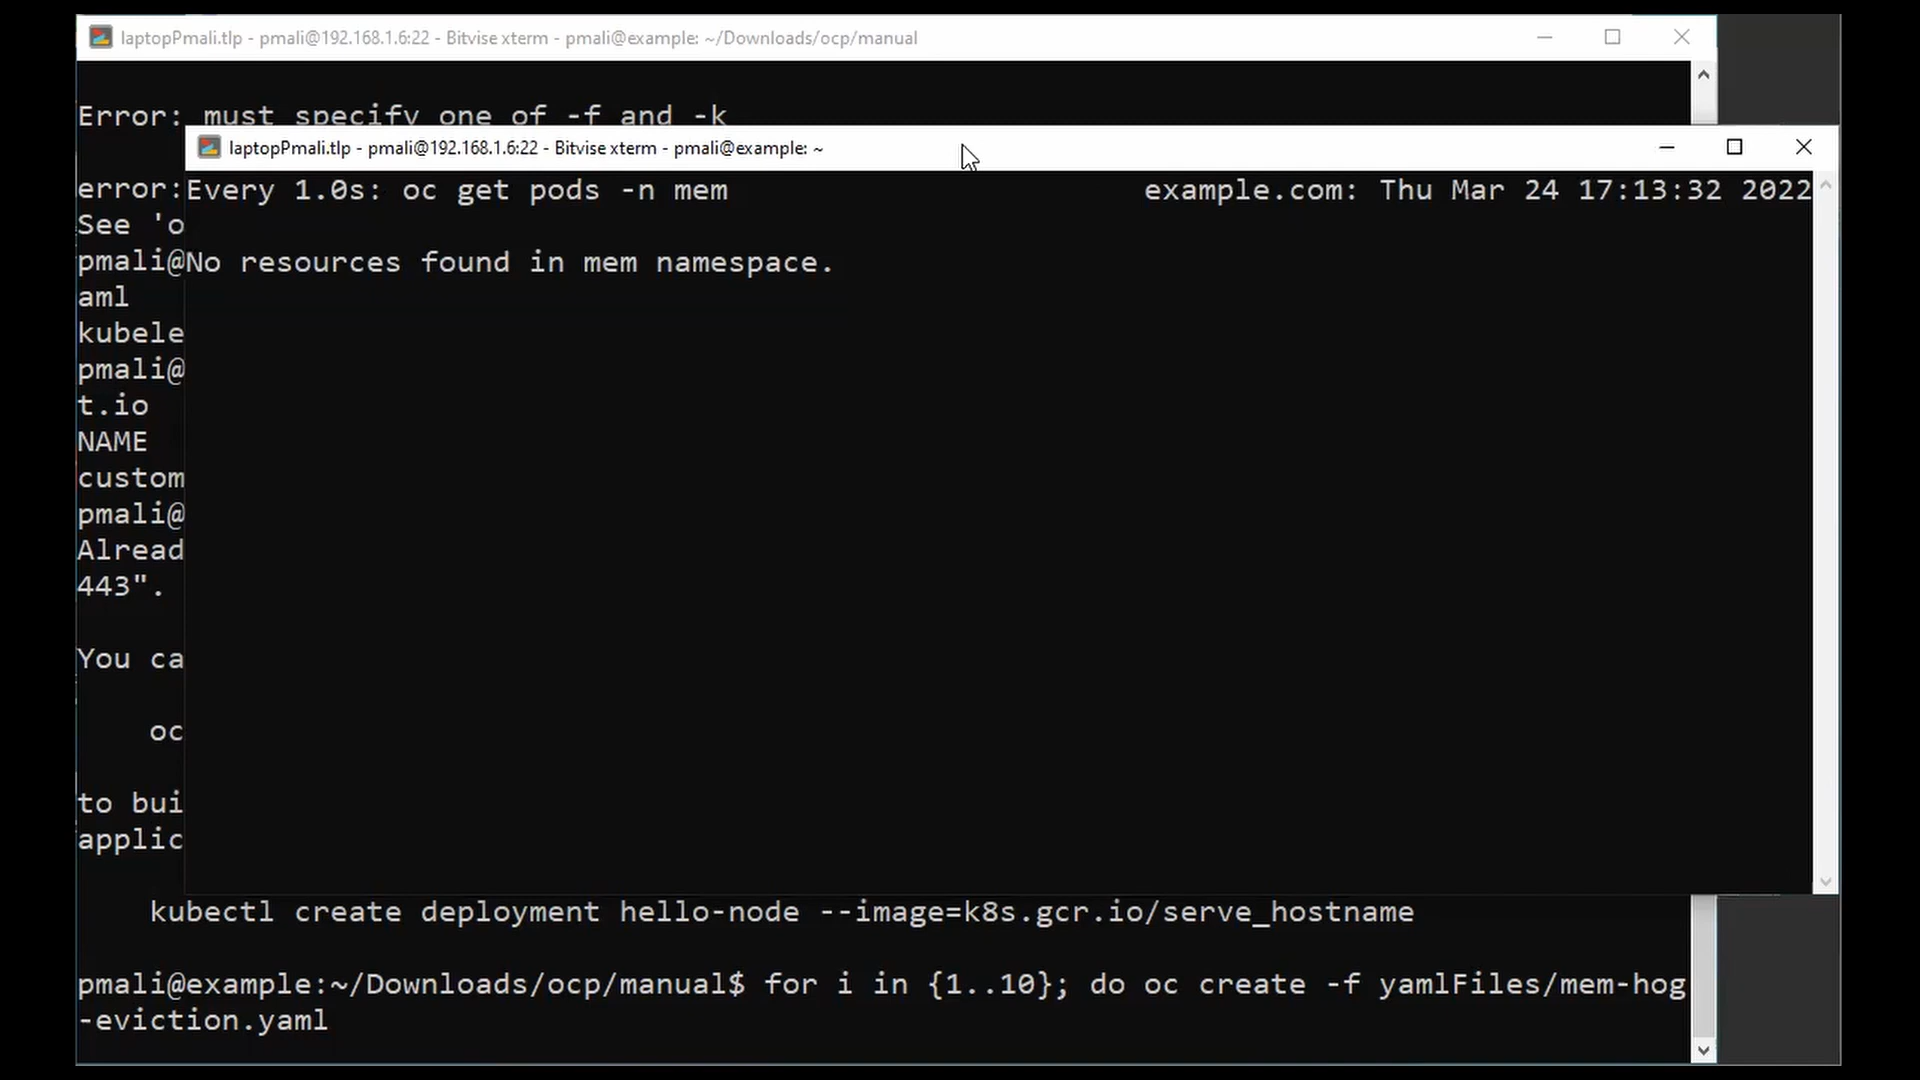 laptopPmali.tlp - pmali@192.168.1.6:22 - Bitvise xterm - pmali@example: ~/Downloads/ocp/manual
Error: must specify one of -f and -k
laptopPmali.tlp - pmali@192.168.1.6:22 - Bitvise xterm - pmali@example: ~
Every 1.0s: oc get pods -n mem example.com: Thu Mar 24 17:13:32 2022
No resources found in mem namespace.
error:
See 'o
pmali@
aml
kubele
pmali@
t.io
NAME
custom
pmali@
Alread
443".
You ca
oc
to bui
applic
kubectl create deployment hello-node --image=k8s.gcr.io/serve_hostname
pmali@example:~/Downloads/ocp/manual$ for i in {1..10}; do oc create -f yamlFiles/mem-hog
-eviction.yaml